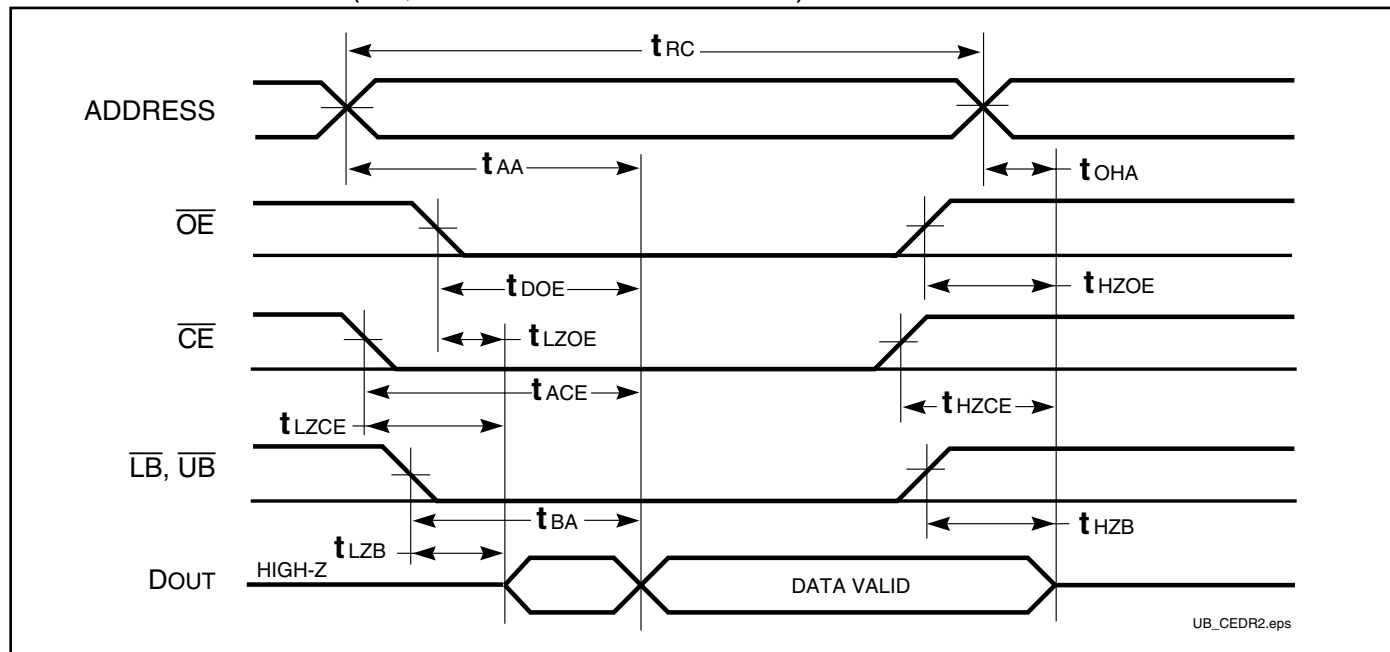 tRC
ADDRESS
tAA
tOHA
OE
tDOE
tHZOE
CE
tLZOE
tACE
tHZCE
tLZCE
LB, UB
tBA
tHZB
tLZB
DOUT
HIGH-Z
DATA VALID
UB_CEDR2.eps